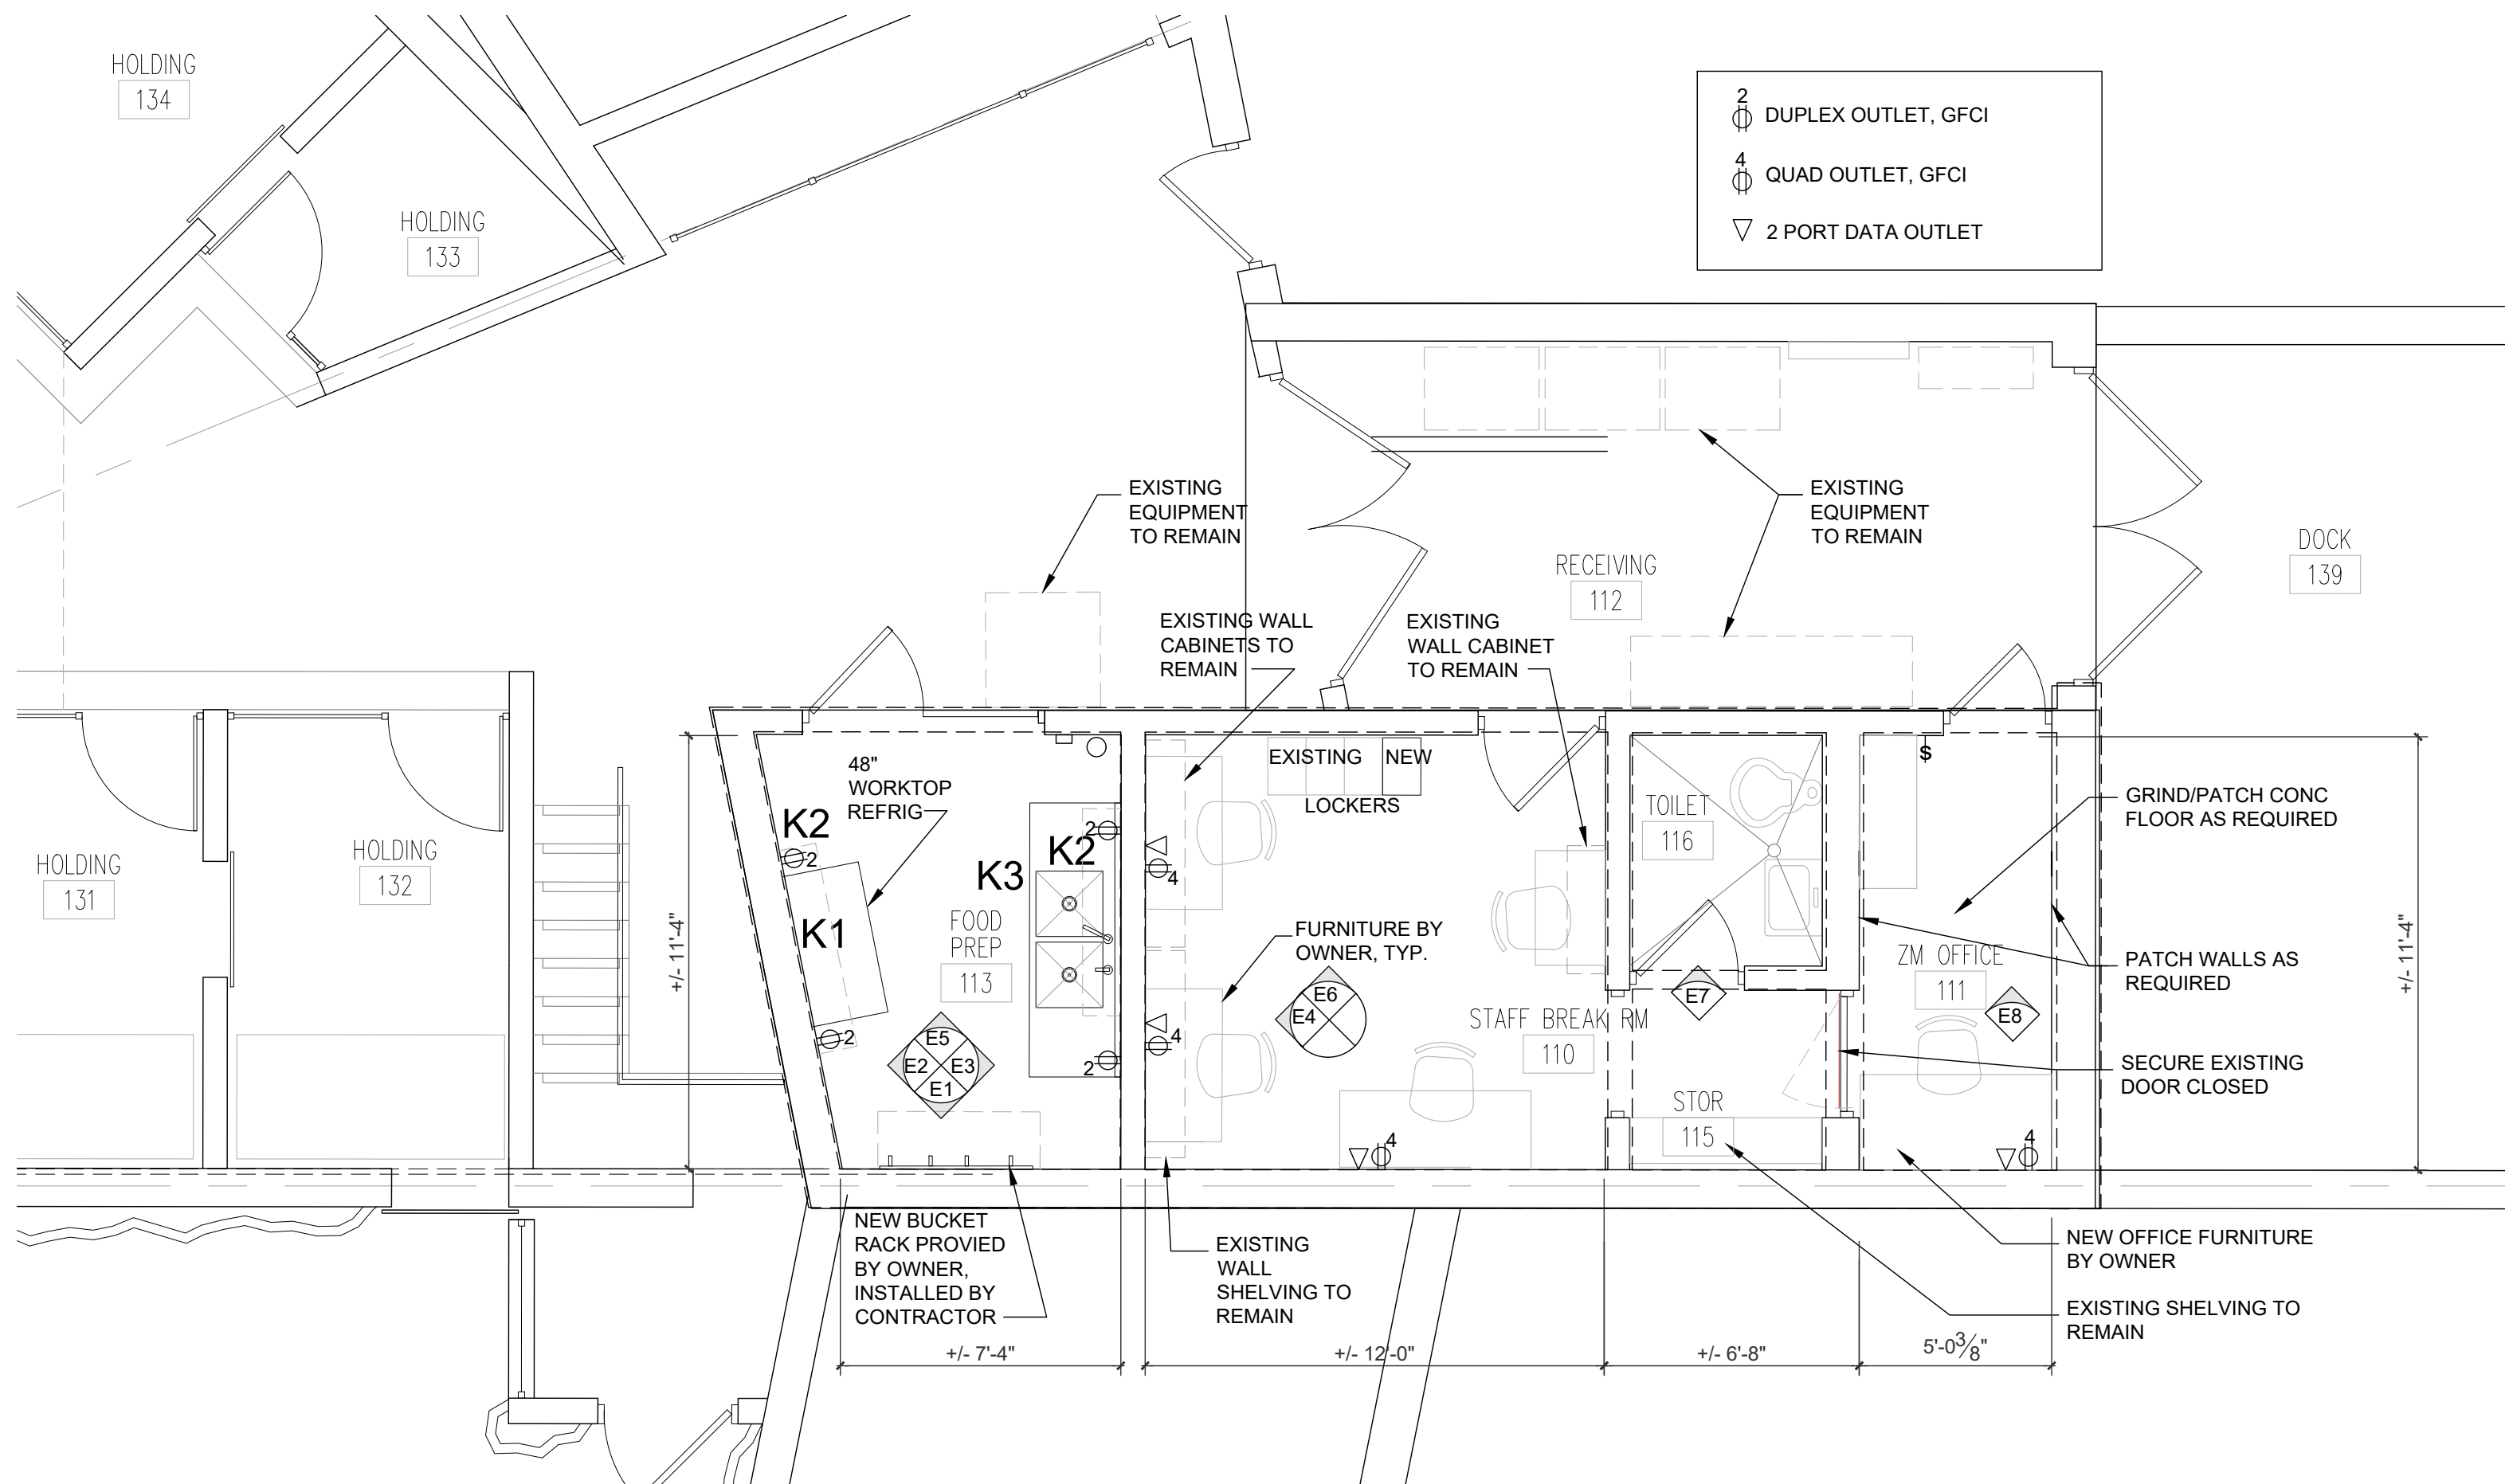 HOLDING
134
HOLDING
133
2
DUPLEX OUTLET, GFCI
4
QUAD OUTLET, GFCI
2 PORT DATA OUTLET
EXISTING
EQUIPMENT
TO REMAIN
EXISTING
EQUIPMENT
TO REMAIN
RECEIVING
112
DOCK
139
EXISTING WALL
CABINETS TO
REMAIN
EXISTING
WALL CABINET
TO REMAIN
HOLDING
131
HOLDING
132
+/- 11'-4"
48"
WORKTOP
REFRIG
K2
2
K1
2
K3
K2
2
2
FOOD
PREP
113
E5
E2
E3
E1
EXISTING
NEW
LOCKERS
4
4
FURNITURE BY
OWNER, TYP.
E6
E4
STAFF BREAK RM
110
4
TOILET
116
E7
STOR
115
$
ZM OFFICE
111
E8
4
GRIND/PATCH CONC
FLOOR AS REQUIRED
PATCH WALLS AS
REQUIRED
SECURE EXISTING
DOOR CLOSED
+/- 11'-4"
NEW BUCKET
RACK PROVIED
BY OWNER,
INSTALLED BY
CONTRACTOR
EXISTING
WALL
SHELVING TO
REMAIN
NEW OFFICE FURNITURE
BY OWNER
EXISTING SHELVING TO
REMAIN
+/- 7'-4"
+/- 12'-0"
+/- 6'-8"
5'-0 3/8"